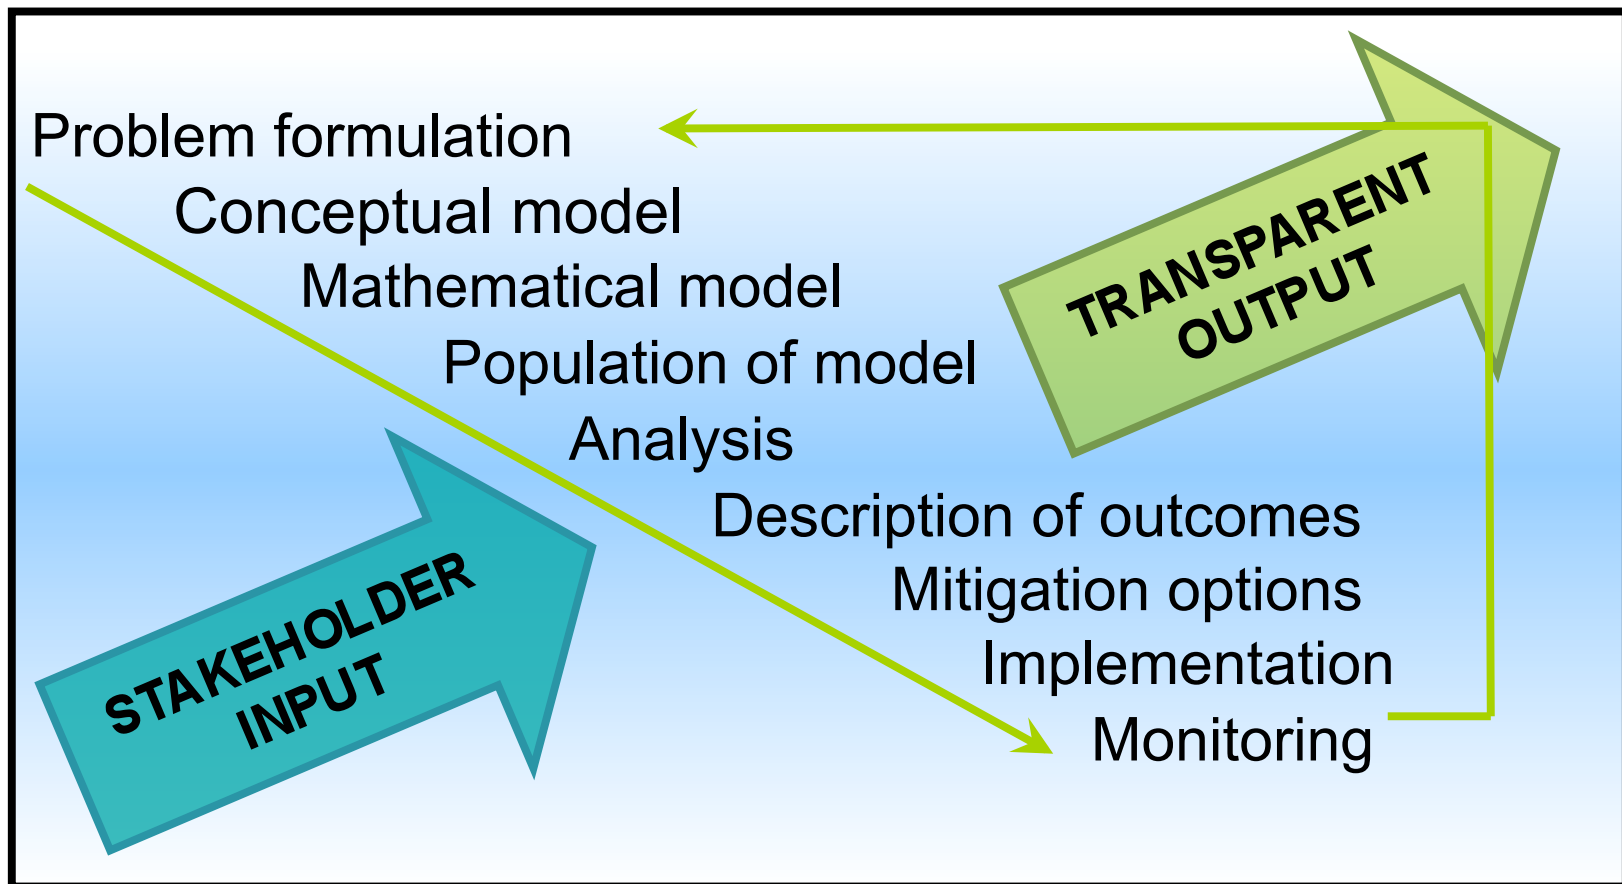 Problem formulation
Conceptual model
Mathematical model
Population of model
Analysis
Description of outcomes
Mitigation options
Implementation
Monitoring
TRANSPARENT
OUTPUT
STAKEHOLDER
INPUT